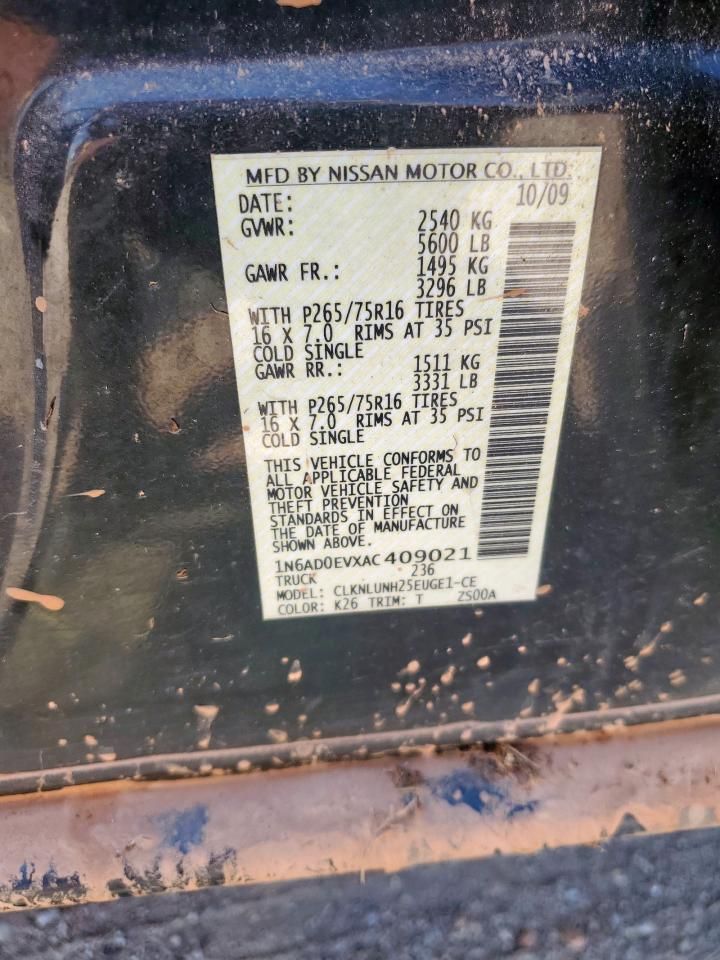 MFD BY NISSAN MOTOR CO., LTD.
DATE: 10/09
GVWR: 2540 KG
5600 LB
GAWR FR.: 1495 KG
3296 LB
WITH P265/75R16 TIRES
16 X 7.0 RIMS AT 35 PSI
COLD SINGLE
GAWR RR.: 1511 KG
3331 LB
WITH P265/75R16 TIRES
16 X 7.0 RIMS AT 35 PSI
COLD SINGLE
THIS VEHICLE CONFORMS TO
ALL APPLICABLE FEDERAL
MOTOR VEHICLE SAFETY AND
THEFT PREVENTION
STANDARDS IN EFFECT ON
THE DATE OF MANUFACTURE
SHOWN ABOVE.
1N6AD0EVXAC409021
TRUCK 236
MODEL: CLKNLUNH25EUGE1-CE
COLOR: K26 TRIM: T ZS00A